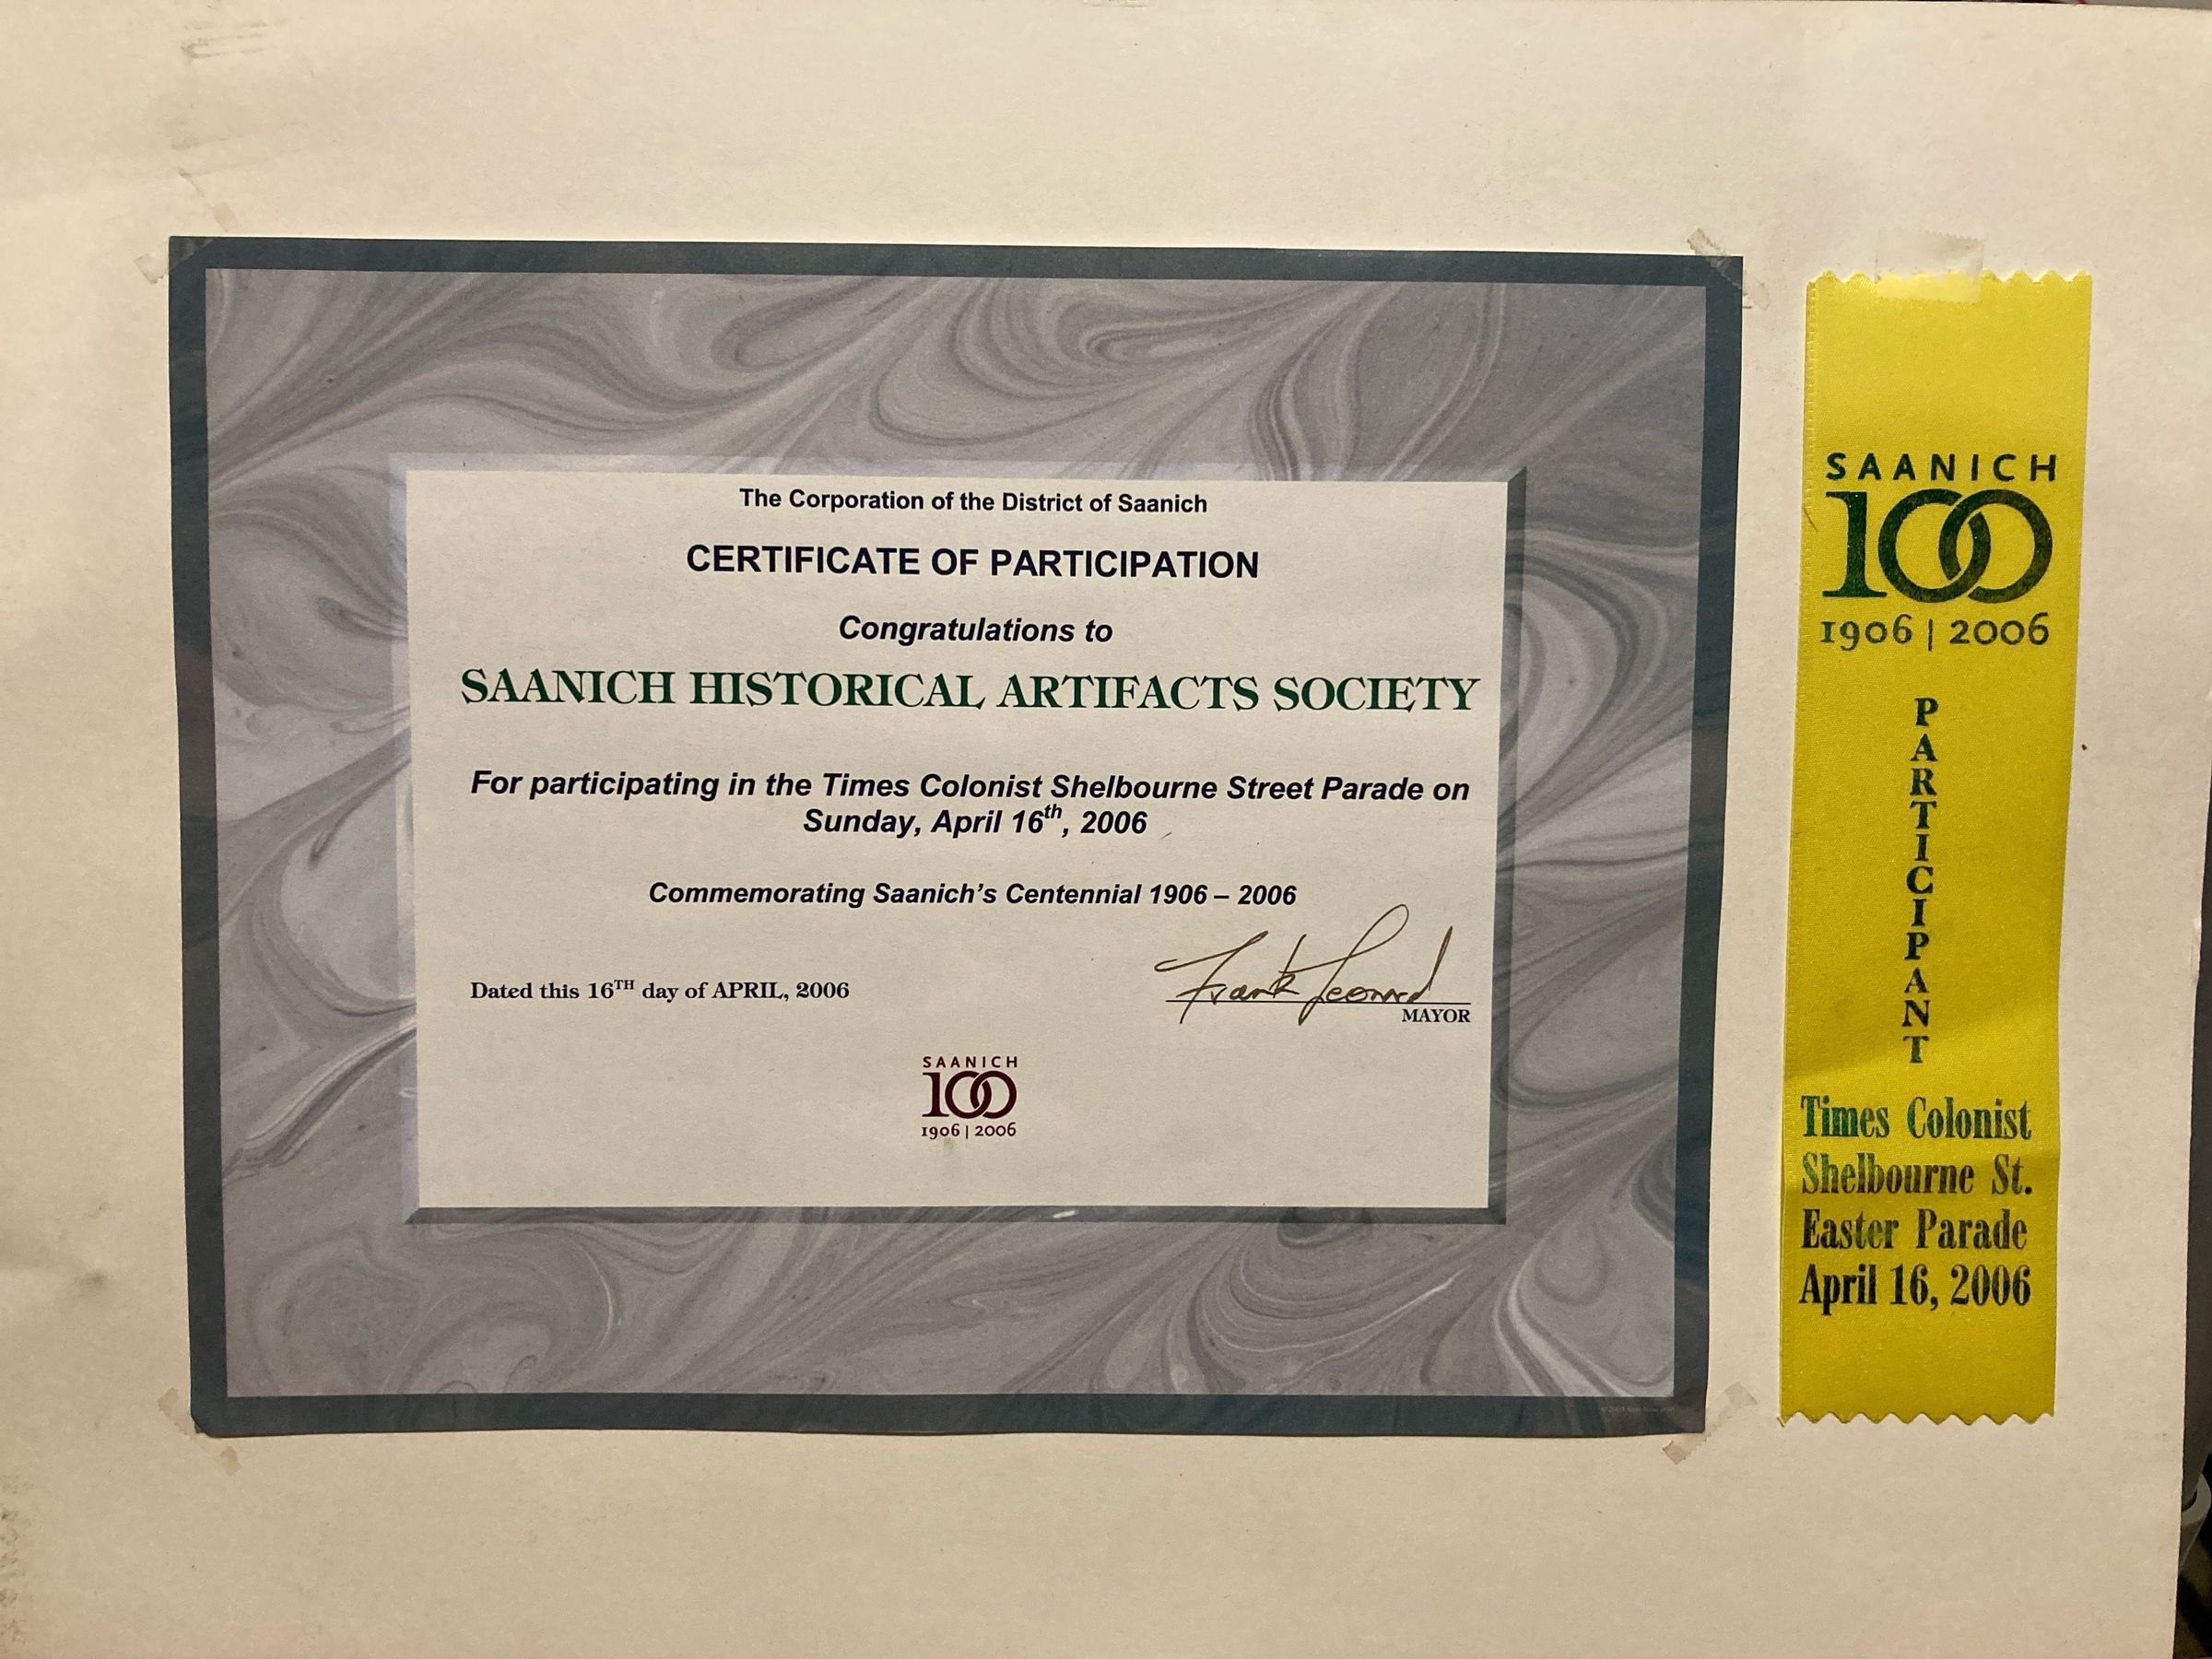 The Corporation of the District of Saanich
CERTIFICATE OF PARTICIPATION
Congratulations to
SAANICH HISTORICAL ARTIFACTS SOCIETY
For participating in the Times Colonist Shelbourne Street Parade on
Sunday, April 16th, 2006
Commemorating Saanich's Centennial 1906 – 2006
Dated this 16TH day of APRIL, 2006
Frank Leonard
MAYOR
SAANICH
100
1906 | 2006
SAANICH
100
1906 | 2006
PARTICIPANT
Times Colonist
Shelbourne St.
Easter Parade
April 16, 2006